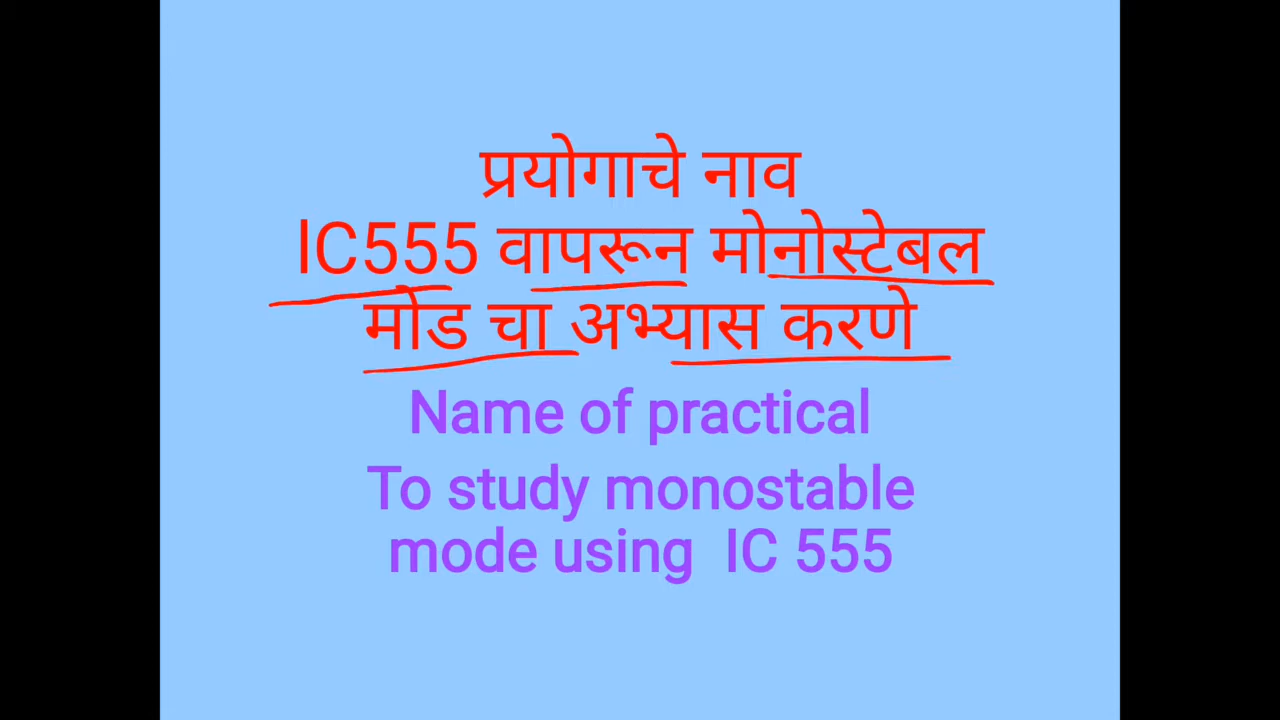 प्रयोगाचे नाव
IC555 वापरून मोनोस्टेबल
मोड चा अभ्यास करणे
Name of practical
To study monostable
mode using IC 555